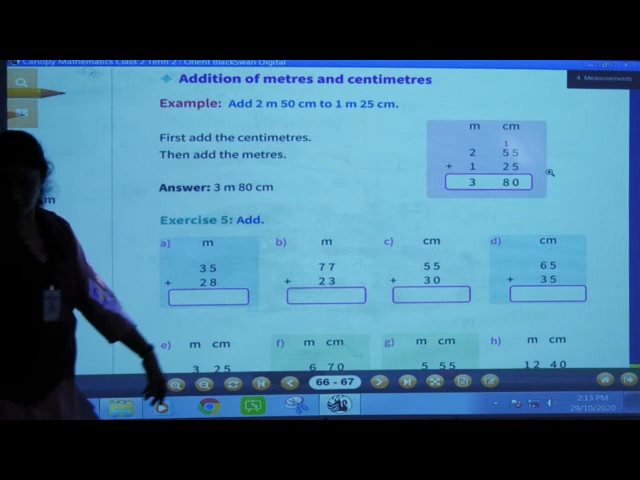 Canopy Mathematics Class 2 Term 2 : Orient BlackSwan Digital
4 Measurements
Addition of metres and centimetres
Example: Add 2 m 50 cm to 1 m 25 cm.
First add the centimetres.
Then add the metres.
Answer: 3 m 80 cm
m cm
1
2 55
+ 1 25
3 80
cm
Exercise 5: Add.
a) m
35
+ 28
b) m
77
+ 23
c) cm
55
+ 30
d) cm
65
+ 35
e) m cm
3 25
f) m cm
6 70
g) m cm
5 55
h) m cm
12 40
66 - 67
2:13 PM
29/10/2020